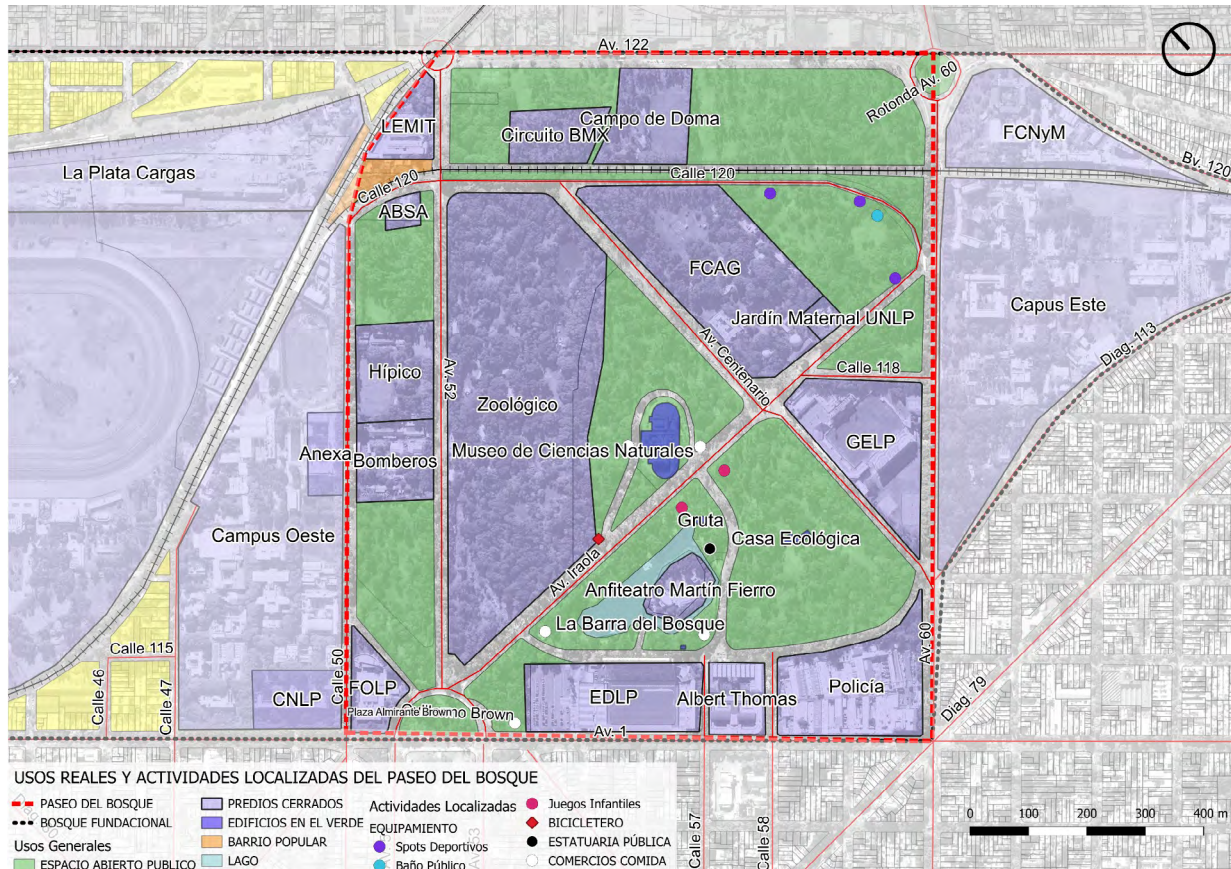 Av. 122
Rotonda Av. 60
LEMIT
Circuito BMX
Campo de Doma
FCNyM
La Plata Cargas
Calle 120
Calle 120
Bv. 120
ABSA
FCAG
Capus Este
Jardín Maternal UNLP
Diag. 113
Av. 52
Av. Centenario
Calle 118
Hípico
Zoológico
Anexa
Bomberos
Museo de Ciencias Naturales
GELP
Campus Oeste
Gruta
Casa Ecológica
Av. Iraola
Anfiteatro Martín Fierro
La Barra del Bosque
Calle 115
Calle 50
Av. 60
Calle 46
Calle 47
CNLP
FOLP
EDLP
Albert Thomas
Policía
Diag. 79
Plaza Almirante Brown
no Brown
Av. 1
Calle 57
Calle 58
USOS REALES Y ACTIVIDADES LOCALIZADAS DEL PASEO DEL BOSQUE
PASEO DEL BOSQUE
BOSQUE FUNDACIONAL
Usos Generales
ESPACIO ABIERTO PUBLICO
PREDIOS CERRADOS
EDIFICIOS EN EL VERDE
BARRIO POPULAR
LAGO
Actividades Localizadas
EQUIPAMIENTO
Spots Deportivos
Baño Público
Juegos Infantiles
BICICLETERO
ESTATUARIA PÚBLICA
COMERCIOS COMIDA
0 100 200 300 400 m